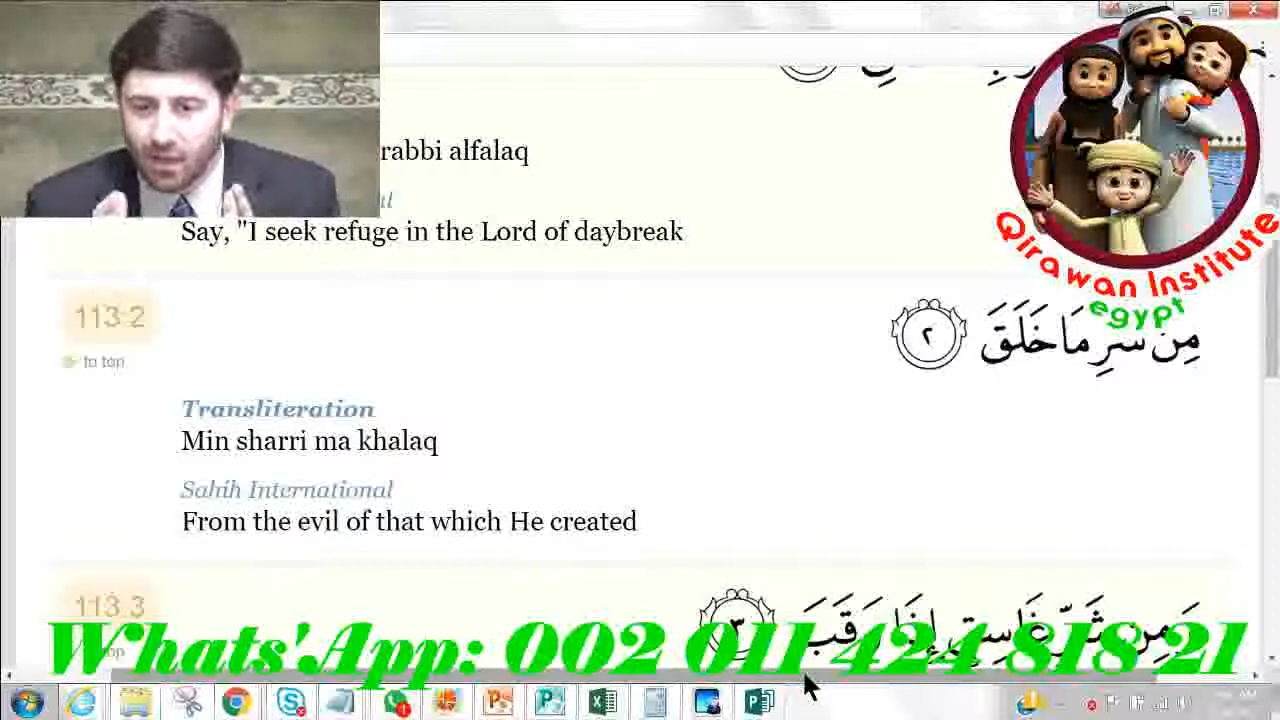 rabbi alfalaq
Say, "I seek refuge in the Lord of daybreak
Qirawan Institute
egypt
113:2
مِن شَرِّ مَا خَلَقَ ٢
to top
Transliteration
Min sharri ma khalaq
Sahih International
From the evil of that which He created
113:3
وَمِن شَرِّ غَاسِقٍ إِذَا وَقَبَ ٣
Whats'App: 002 011 424 818 21